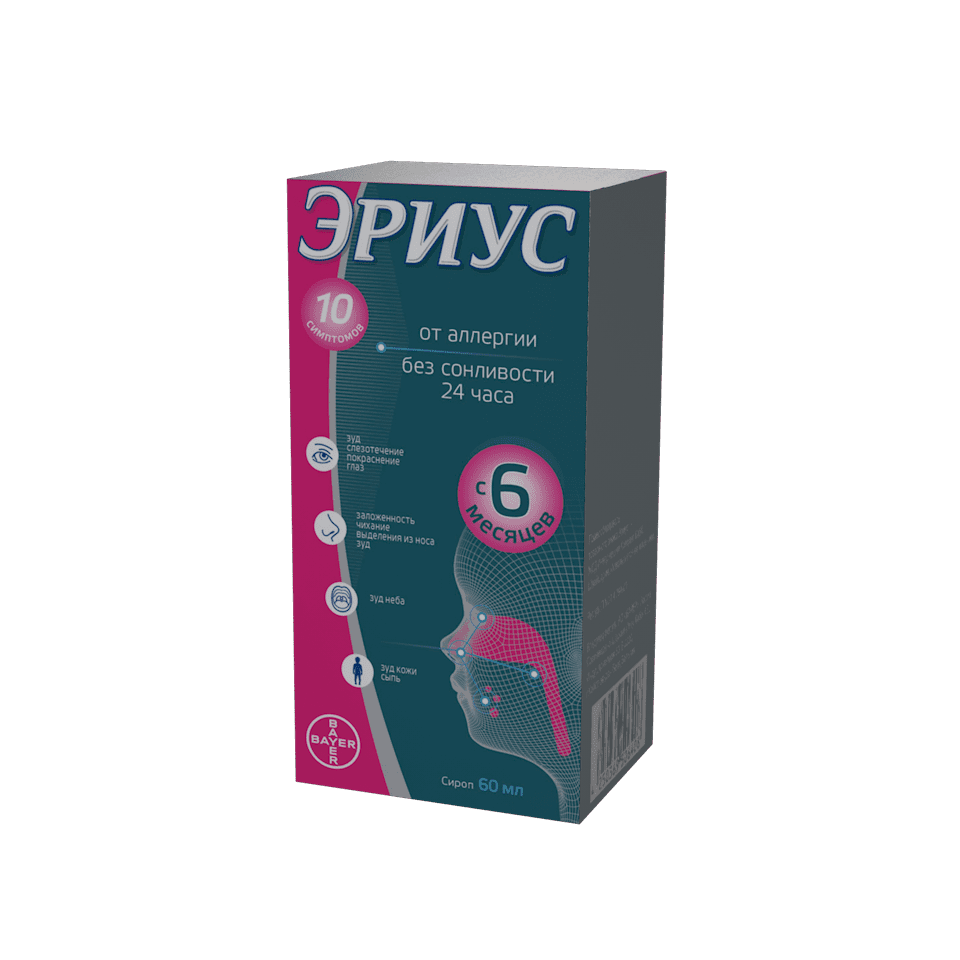 ЭРИУС
10
СИМПТОМОВ
от аллергии
без сонливости
24 часа
зуд
слезотечение
покраснение
глаз
с 6
месяцев
заложенность
чихание
выделения из носа
зуд
зуд неба
зуд кожи
сыпь
BAYER
BAYER
Сироп 60 мл